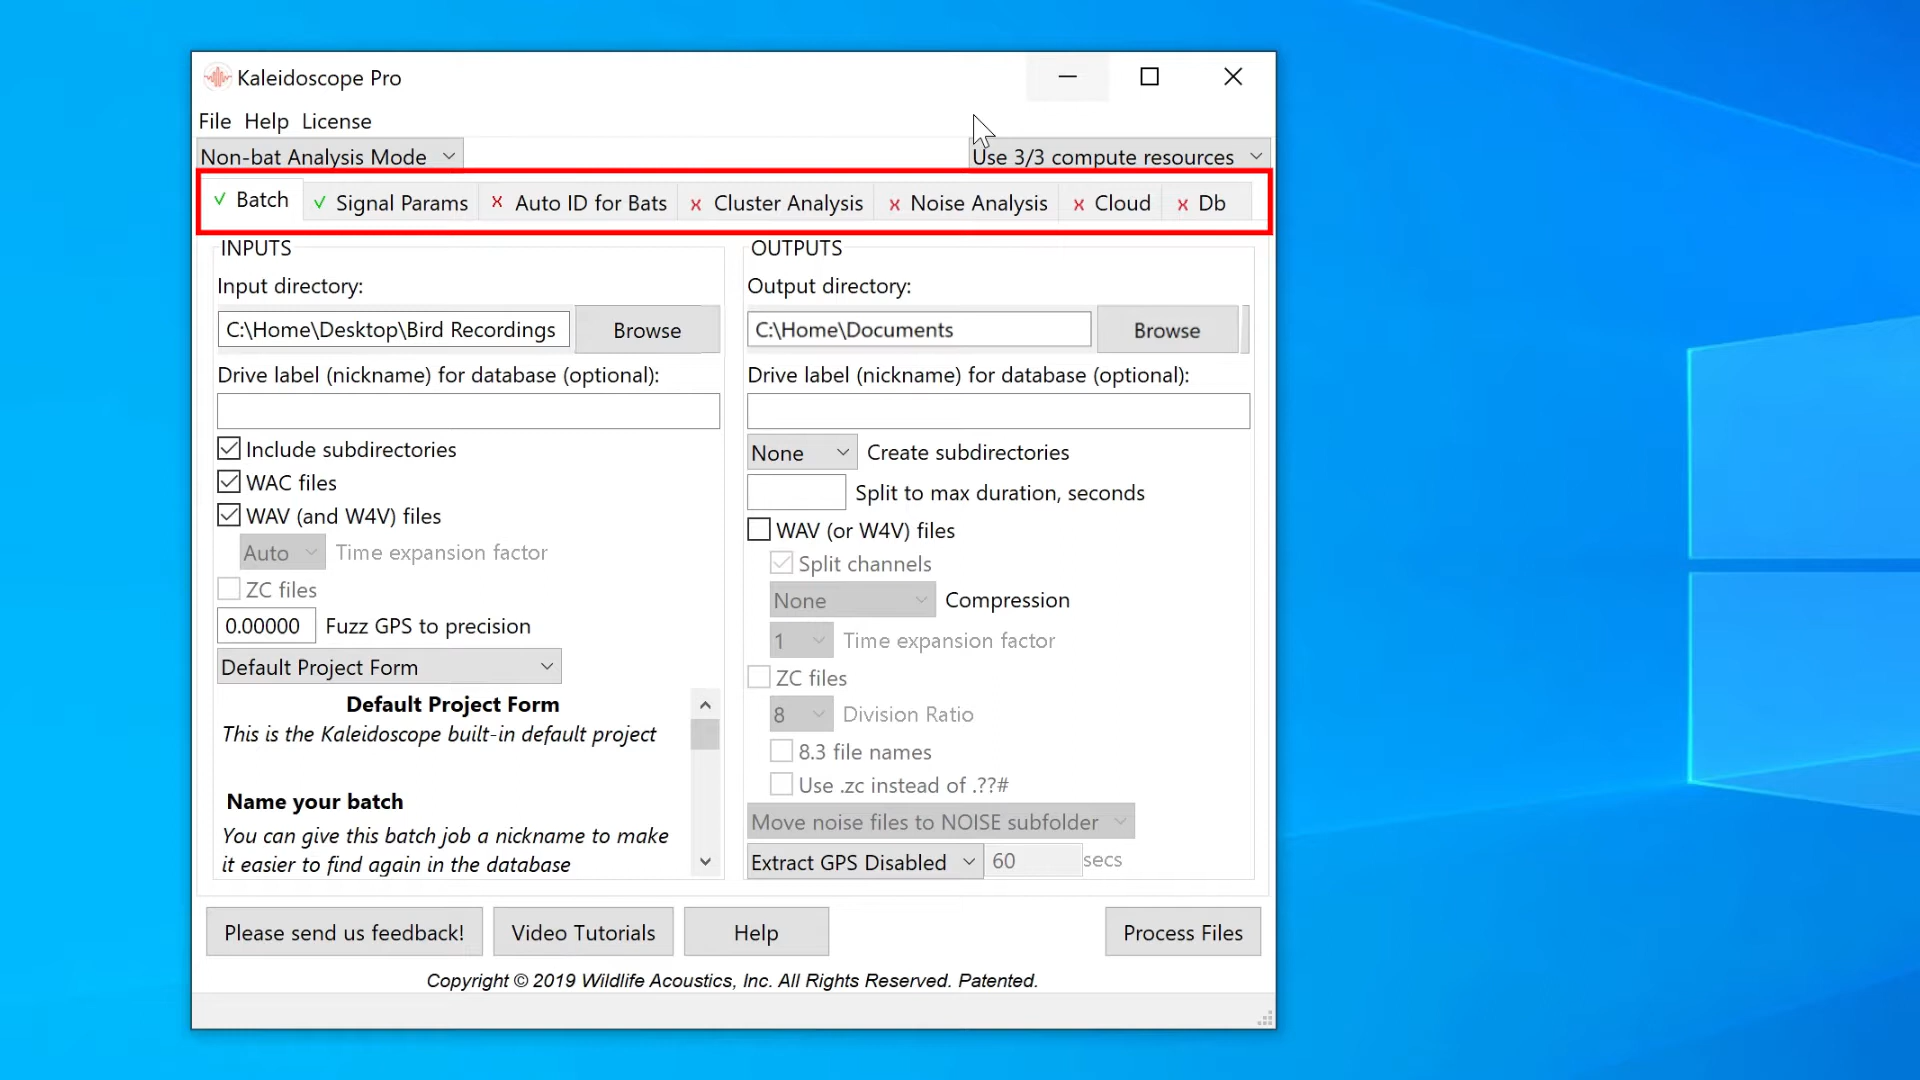 Kaleidoscope Pro
File Help License
Non-bat Analysis Mode
Use 3/3 compute resources
Batch
Signal Params
Auto ID for Bats
Cluster Analysis
Noise Analysis
Cloud
Db
INPUTS
Input directory:
C:\Home\Desktop\Bird Recordings
Browse
Drive label (nickname) for database (optional):
Include subdirectories
WAC files
WAV (and W4V) files
Auto
Time expansion factor
ZC files
0.00000
Fuzz GPS to precision
Default Project Form
Default Project Form
This is the Kaleidoscope built-in default project
Name your batch
You can give this batch job a nickname to make
it easier to find again in the database
OUTPUTS
Output directory:
C:\Home\Documents
Browse
Drive label (nickname) for database (optional):
None
Create subdirectories
Split to max duration, seconds
WAV (or W4V) files
Split channels
None
Compression
1
Time expansion factor
ZC files
8
Division Ratio
8.3 file names
Use .zc instead of .??#
Move noise files to NOISE subfolder
Extract GPS Disabled
60
secs
Please send us feedback!
Video Tutorials
Help
Process Files
Copyright © 2019 Wildlife Acoustics, Inc. All Rights Reserved. Patented.